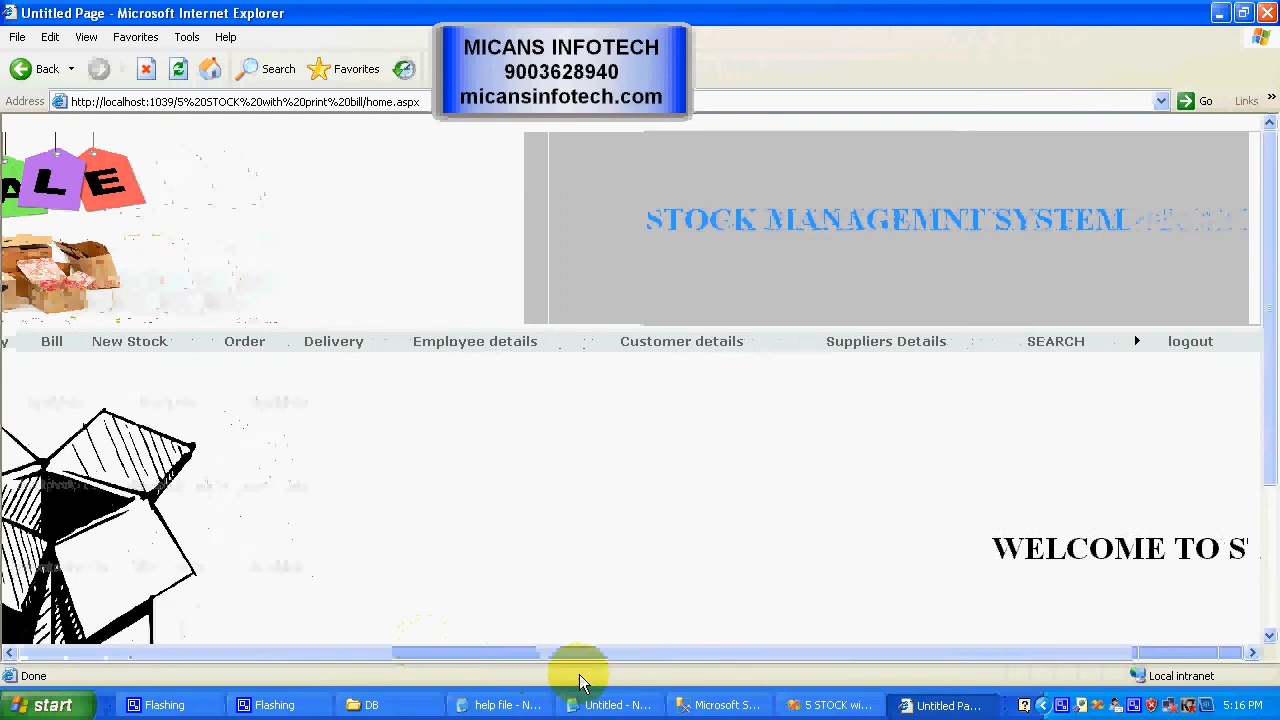 Untitled Page - Microsoft Internet Explorer
File Edit View Favorites Tools Help
MICANS INFOTECH
9003628940
micansinfotech.com
Back Search Favorites
Address http://localhost:1039/5%20STOCK%20with%20print%20bill/home.aspx Go Links »
A L E
STOCK MANAGEMNT SYSTEM
y Bill New Stock Order Delivery Employee details Customer details Suppliers Details SEARCH logout
WELCOME TO S
Done Local intranet
start Flashing Flashing DB help file - N... Untitled - N... Microsoft S... 5 STOCK wi... Untitled Pa... 5:16 PM